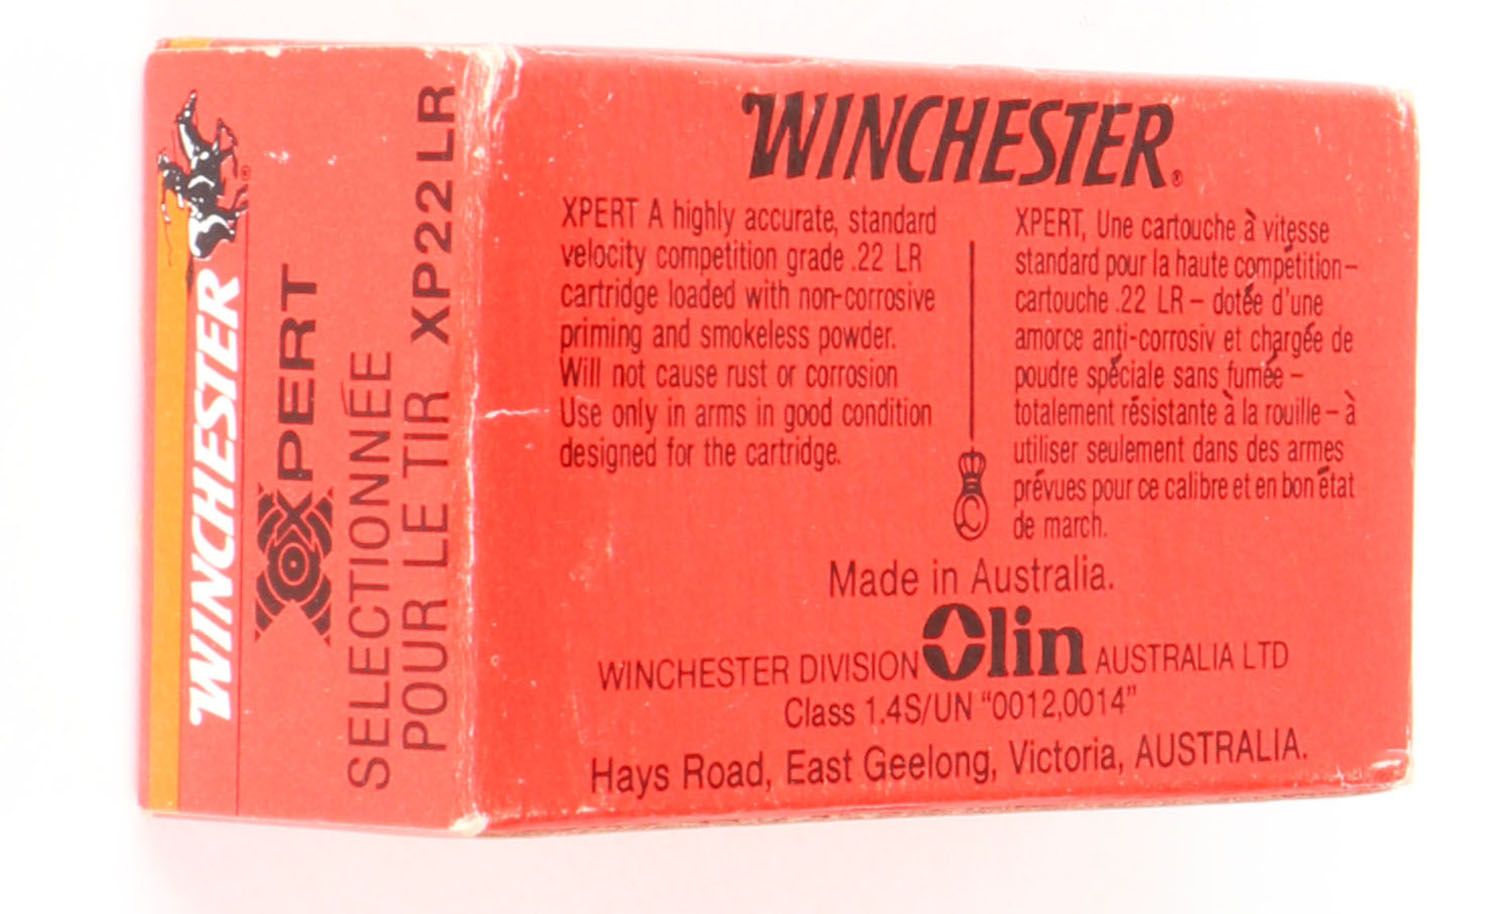 WINCHESTER
XPERT
SELECTIONNÉE
POUR LE TIR XP22 LR
WINCHESTER®
XPERT A highly accurate, standard
velocity competition grade .22 LR
cartridge loaded with non-corrosive
priming and smokeless powder.
Will not cause rust or corrosion
Use only in arms in good condition
designed for the cartridge.
XPERT, Une cartouche à vitesse
standard pour la haute compétition–
cartouche .22 LR – dotée d'une
amorce anti-corrosiv et chargée de
poudre spéciale sans fumée –
totalement résistante à la rouille – à
utiliser seulement dans des armes
prévues pour ce calibre et en bon état
de march.
Made in Australia.
WINCHESTER DIVISION Olin AUSTRALIA LTD
Class 1.4S/UN “0012,0014”
Hays Road, East Geelong, Victoria, AUSTRALIA.